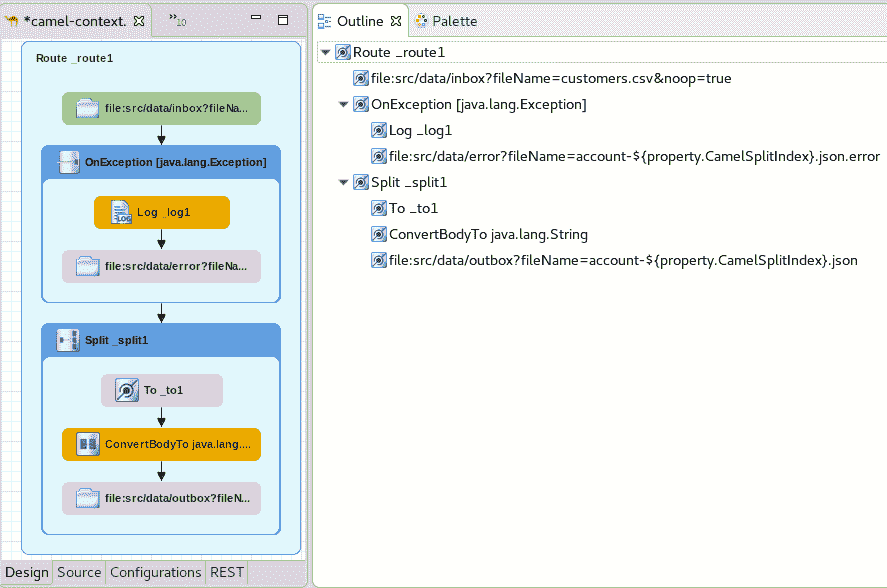 *camel-context.
»10
Route _route1
file:src/data/inbox?fileNa...
OnException [java.lang.Exception]
LOG
Log _log1
file:src/data/error?fileNa...
Split _split1
To _to1
ConvertBodyTo java.lang....
file:src/data/outbox?fileN...
Design Source Configurations REST
Outline Palette
Route _route1
file:src/data/inbox?fileName=customers.csv&noop=true
OnException [java.lang.Exception]
Log _log1
file:src/data/error?fileName=account-${property.CamelSplitIndex}.json.error
Split _split1
To _to1
ConvertBodyTo java.lang.String
file:src/data/outbox?fileName=account-${property.CamelSplitIndex}.json